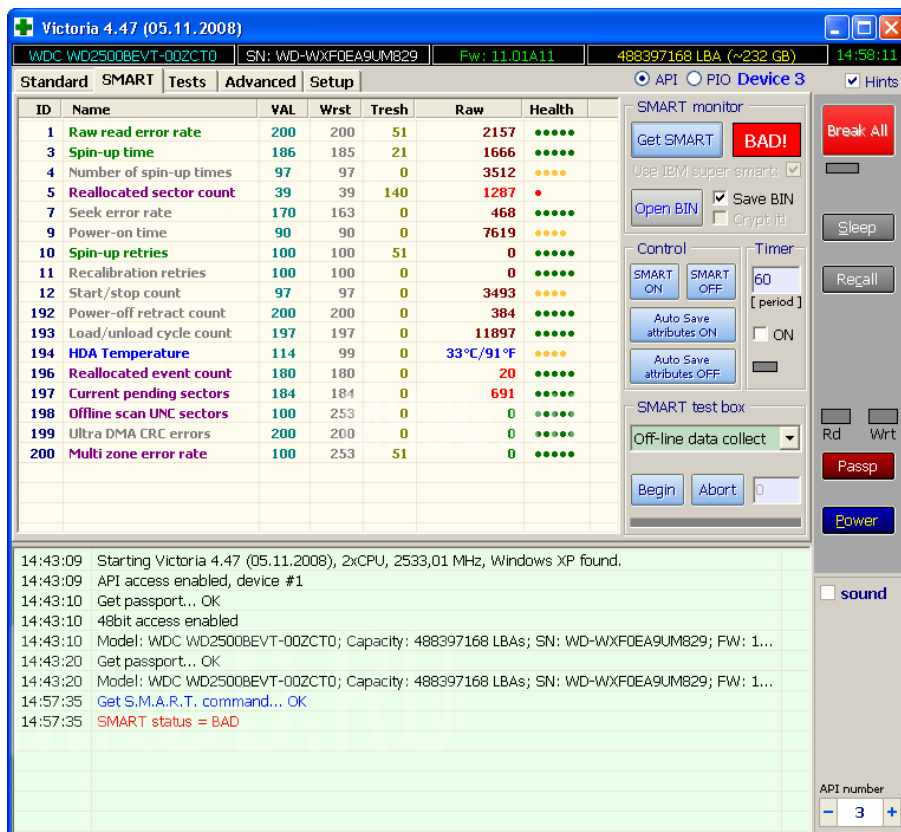 Victoria 4.47 (05.11.2008)
WDC WD2500BEVT-00ZCT0 SN: WD-WXF0EA9UM829 Fw: 11.01A11 488397168 LBA (~232 GB) 14:58:11
Standard SMART Tests Advanced Setup API PIO Device 3 Hints
ID Name VAL Wrst Tresh Raw Health
1 Raw read error rate 200 200 51 2157
3 Spin-up time 186 185 21 1666
4 Number of spin-up times 97 97 0 3512
5 Reallocated sector count 39 39 140 1287
7 Seek error rate 170 163 0 468
9 Power-on time 90 90 0 7619
10 Spin-up retries 100 100 51 0
11 Recalibration retries 100 100 0 0
12 Start/stop count 97 97 0 3493
192 Power-off retract count 200 200 0 384
193 Load/unload cycle count 197 197 0 11897
194 HDA Temperature 114 99 0 33°C/91°F
196 Reallocated event count 180 180 0 20
197 Current pending sectors 184 184 0 691
198 Offline scan UNC sectors 100 253 0 0
199 Ultra DMA CRC errors 200 200 0 0
200 Multi zone error rate 100 253 51 0
SMART monitor
Get SMART BAD!
Use IBM super smart:
Open BIN Save BIN
Crypt it!
Control Timer
SMART ON SMART OFF 60
[ period ]
Auto Save attributes ON ON
Auto Save attributes OFF
SMART test box
Off-line data collect
Begin Abort 0
Break All
Sleep
Recall
Rd Wrt
Passp
Power
14:43:09 Starting Victoria 4.47 (05.11.2008), 2xCPU, 2533,01 MHz, Windows XP found.
14:43:09 API access enabled, device #1
14:43:10 Get passport... OK
14:43:10 48bit access enabled
14:43:10 Model: WDC WD2500BEVT-00ZCT0; Capacity: 488397168 LBAs; SN: WD-WXF0EA9UM829; FW: 1...
14:43:20 Get passport... OK
14:43:20 Model: WDC WD2500BEVT-00ZCT0; Capacity: 488397168 LBAs; SN: WD-WXF0EA9UM829; FW: 1...
14:57:35 Get S.M.A.R.T. command... OK
14:57:35 SMART status = BAD
sound
API number
- 3 +